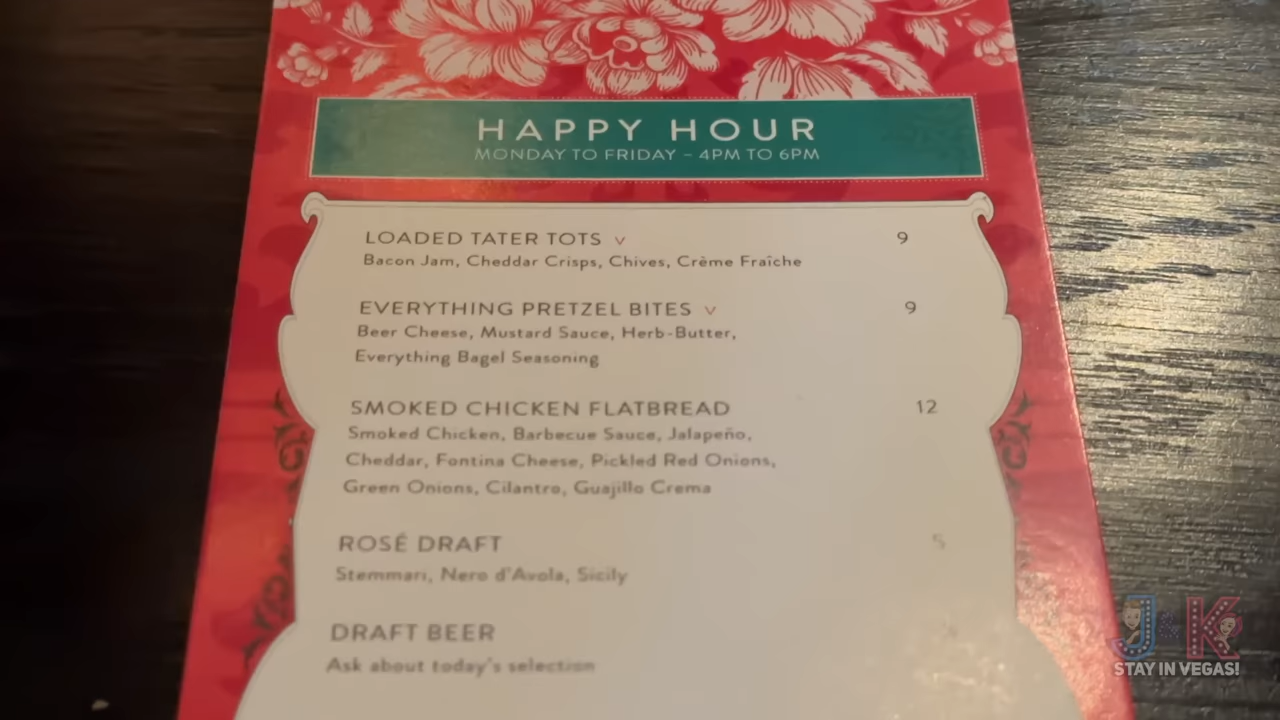 HAPPY HOUR
MONDAY TO FRIDAY – 4PM TO 6PM
LOADED TATER TOTS V 9
Bacon Jam, Cheddar Crisps, Chives, Crème Fraîche
EVERYTHING PRETZEL BITES V 9
Beer Cheese, Mustard Sauce, Herb-Butter,
Everything Bagel Seasoning
SMOKED CHICKEN FLATBREAD 12
Smoked Chicken, Barbecue Sauce, Jalapeño,
Cheddar, Fontina Cheese, Pickled Red Onions,
Green Onions, Cilantro, Guajillo Crema
ROSÉ DRAFT 5
Stemmari, Nero d'Avola, Sicily
DRAFT BEER
Ask about today's selection
J&K
STAY IN VEGAS!